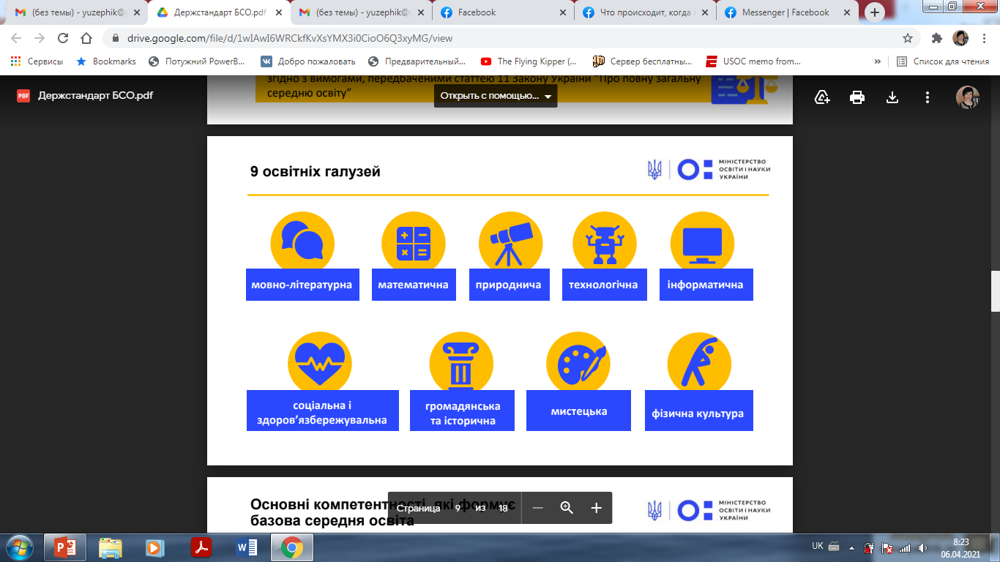 (без темы) - yuzephik@
Держстандарт БСО.pdf
(без темы) - yuzephik@
Facebook
Что происходит, когда
Messenger | Facebook
drive.google.com/file/d/1wIAwI6WRCkfKvXsYMX3i0CioO6Q3xyMG/view
Сервисы
Bookmarks
Потужний PowerB...
Добро пожаловать
Предварительный...
The Flying Kipper (...
Сервер бесплатны...
USOC memo from...
»
Список для чтения
PDF Держстандарт БСО.pdf
згідно з вимогами, передбаченими статтею 11 Закону України "Про повну загальну
середню освіту"
Открыть с помощью...
9 освітніх галузей
МІНІСТЕРСТВО
ОСВІТИ І НАУКИ
УКРАЇНИ
мовно-літературна
математична
природнича
технологічна
інформатична
соціальна і
здоров’язбережувальна
громадянська
та історична
мистецька
фізична культура
Основні компетентності, які формує
базова середня освіта
МІНІСТЕРСТВО
ОСВІТИ І НАУКИ
УКРАЇНИ
Страница 9 из 18
UK
8:23
06.04.2021